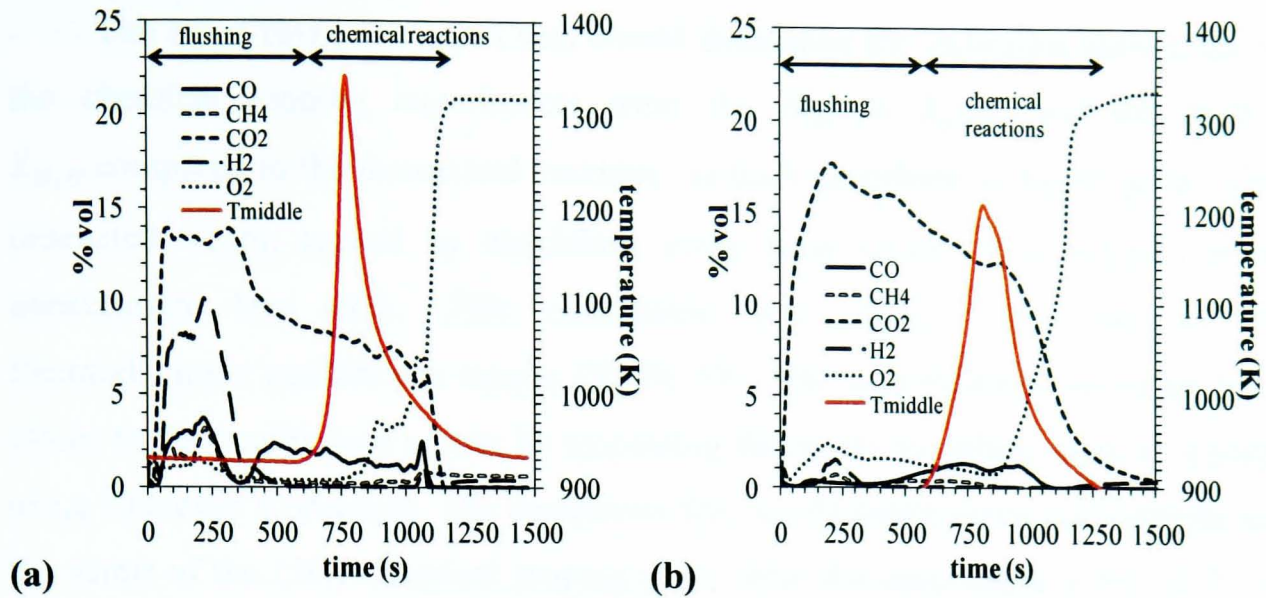 flushing chemical reactions
25
20
15
10
5
0
% vol
CO
CH4
CO2
H2
O2
Tmiddle
1400
1300
1200
1100
1000
900
temperature (K)
0 250 500 750 1000 1250 1500
time (s)
(a)
flushing
chemical
reactions
25
20
15
10
5
0
% vol
CO
CH4
CO2
H2
O2
Tmiddle
1400
1300
1200
1100
1000
900
temperature (K)
0 250 500 750 1000 1250 1500
time (s)
(b)